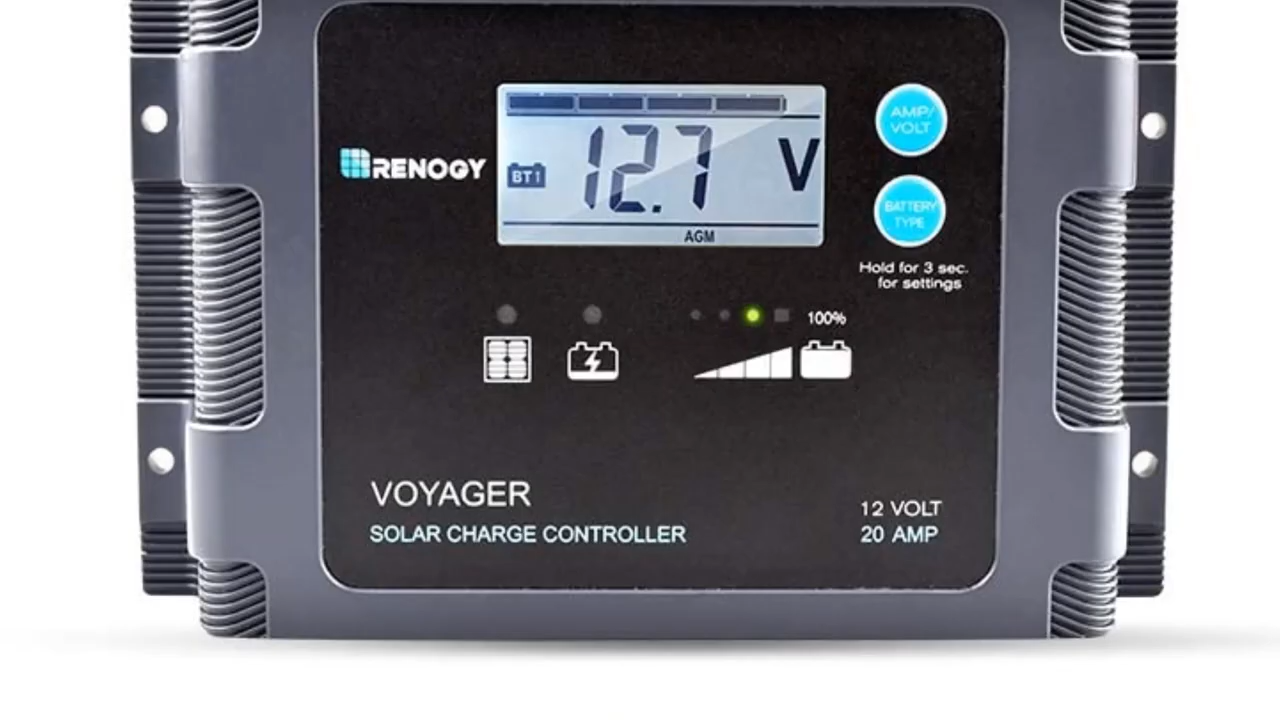 RENOGY
BT1
12.7 V
AGM
AMP/
VOLT
BATTERY
TYPE
Hold for 3 sec.
for settings
100%
VOYAGER
SOLAR CHARGE CONTROLLER
12 VOLT
20 AMP